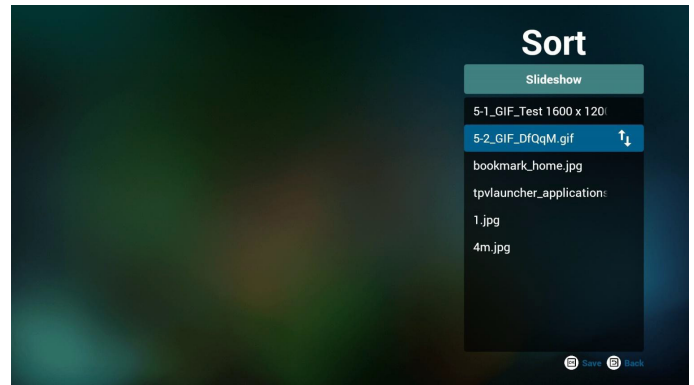 Sort
Slideshow
5-1_GIF_Test 1600 x 120
5-2_GIF_DfQqM.gif
bookmark_home.jpg
tpvlauncher_applications
1.jpg
4m.jpg
Save Back